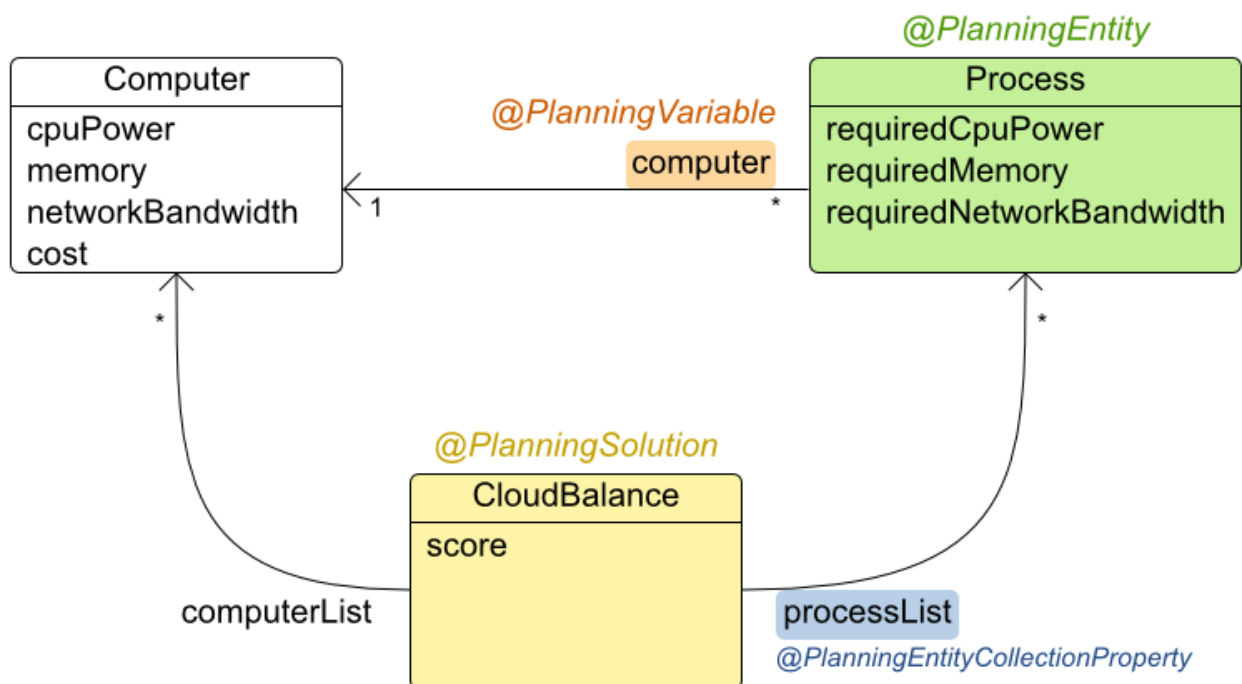 @PlanningEntity
Computer
Process
cpuPower
memory
networkBandwidth
cost
@PlanningVariable
computer
1
*
requiredCpuPower
requiredMemory
requiredNetworkBandwidth
*
*
@PlanningSolution
CloudBalance
score
computerList
processList
@PlanningEntityCollectionProperty